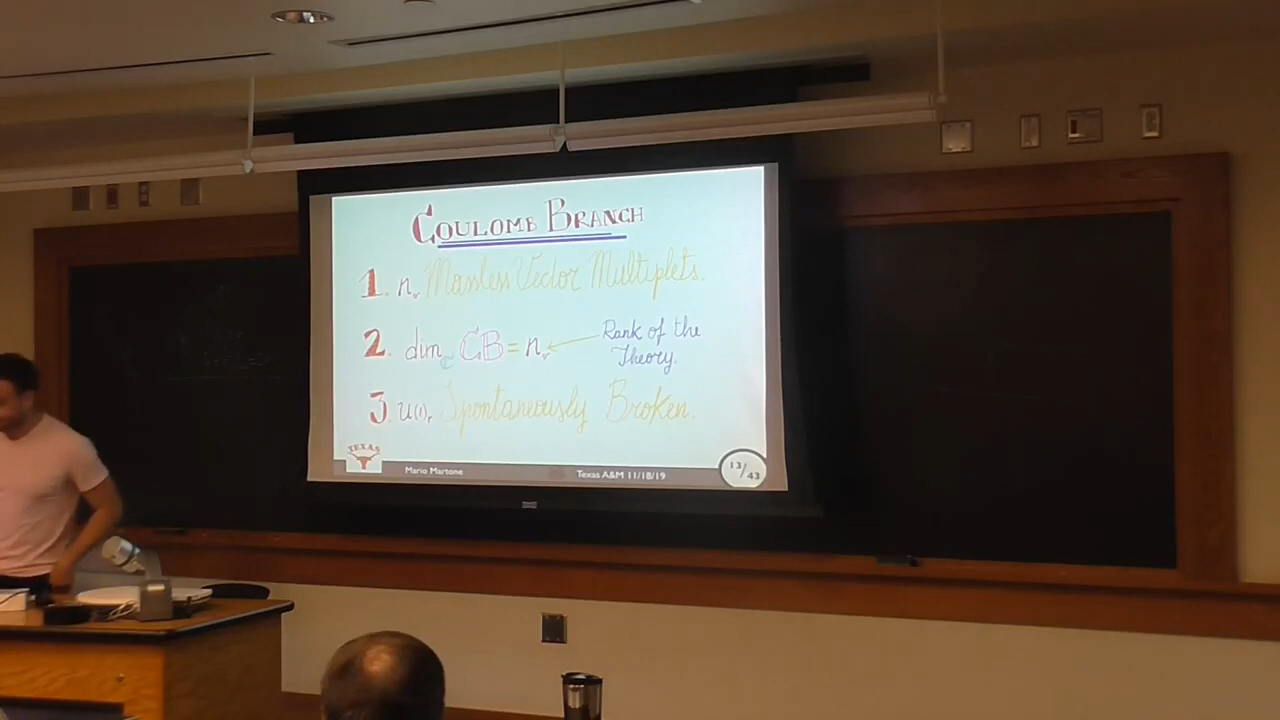 COULOMB BRANCH
1. nᵥ Massless Vector Multiplets.
2. dim_ℂ CB = nᵥ ← Rank of the
Theory.
3. U(1)ᵣ Spontaneously Broken.
TEXAS
Mario Martone
Texas A&M 11/18/19
13/43